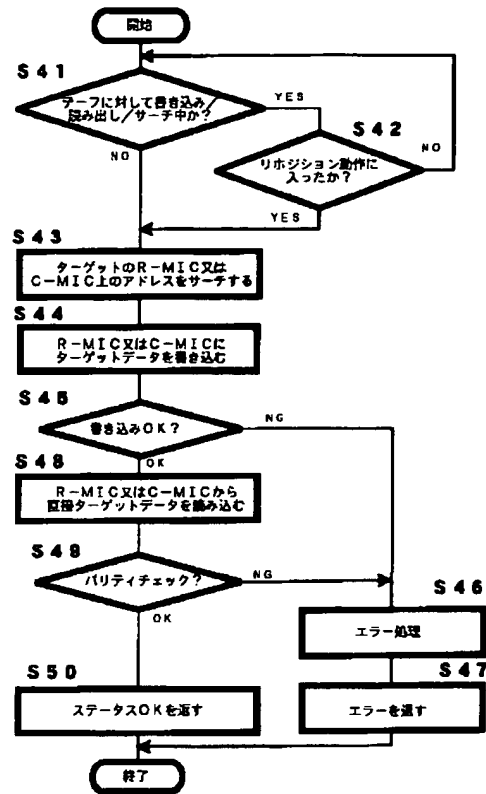 開始
S41
テープに対して書き込み/
読み出し/サーチ中か?
YES
S42
NO
リポジション動作に
入ったか?
NO
YES
S43
ターゲットのR-MIC又は
C-MIC上のアドレスをサーチする
S44
R-MIC又はC-MICに
ターゲットデータを書き込む
S45
書き込みOK?
NG
OK
S48
R-MIC又はC-MICから
直接ターゲットデータを読み込む
S49
パリティチェック?
NG
OK
S46
エラー処理
S47
エラーを返す
S50
ステータスOKを返す
終了